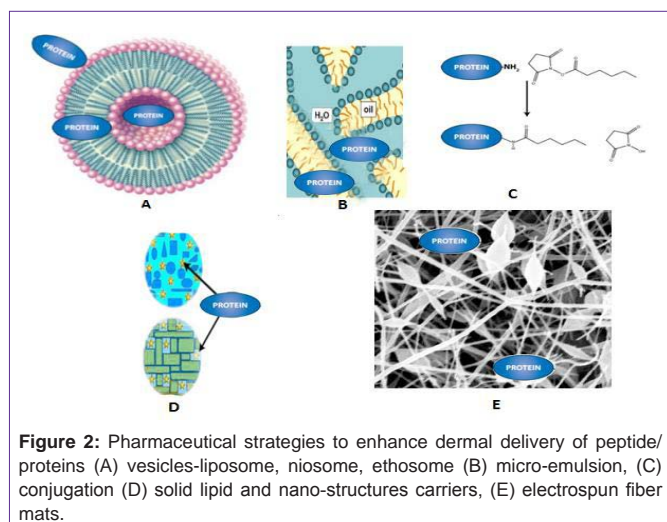 PROTEIN
PROTEIN
PROTEIN
A
H₂O
oil
PROTEIN
PROTEIN
B
C
PROTEIN
NH₂
PROTEIN
PROTEIN
D
PROTEIN
PROTEIN
E
Figure 2: Pharmaceutical strategies to enhance dermal delivery of peptide/
proteins (A) vesicles-liposome, niosome, ethosome (B) micro-emulsion, (C)
conjugation (D) solid lipid and nano-structures carriers, (E) electrospun fiber
mats.